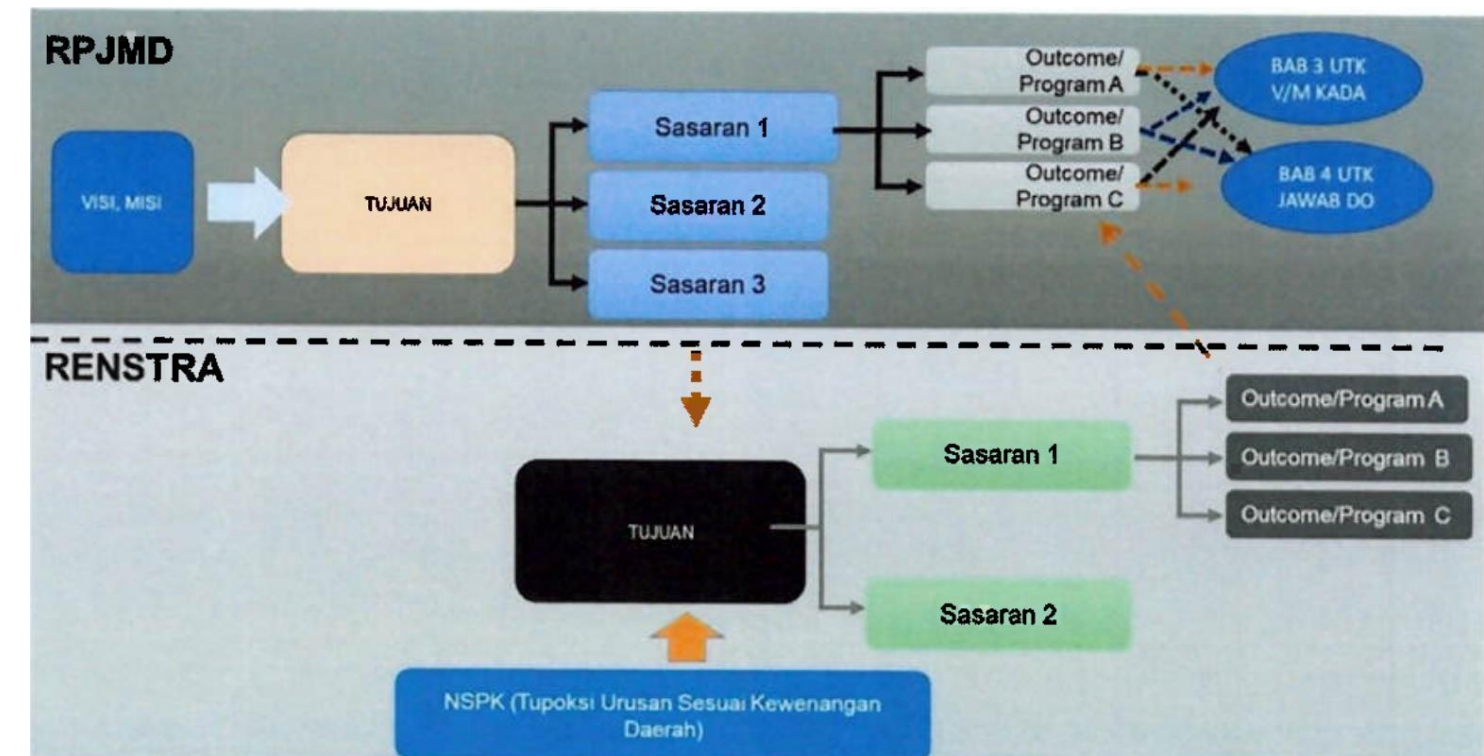 RPJMD
VISI, MISI
TUJUAN
Sasaran 1
Sasaran 2
Sasaran 3
Outcome/
Program A
Outcome/
Program B
Outcome/
Program C
BAB 3 UTK
V/M KADA
BAB 4 UTK
JAWAB DO
RENSTRA
TUJUAN
NSPK (Tupoksi Urusan Sesuai Kewenangan
Daerah)
Sasaran 1
Sasaran 2
Outcome/Program A
Outcome/Program B
Outcome/Program C